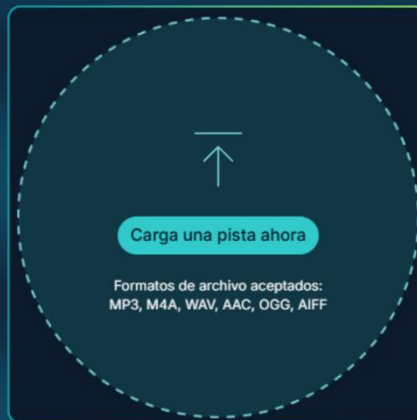 Carga una pista ahora
Formatos de archivo aceptados:
MP3, M4A, WAV, AAC, OGG, AIFF